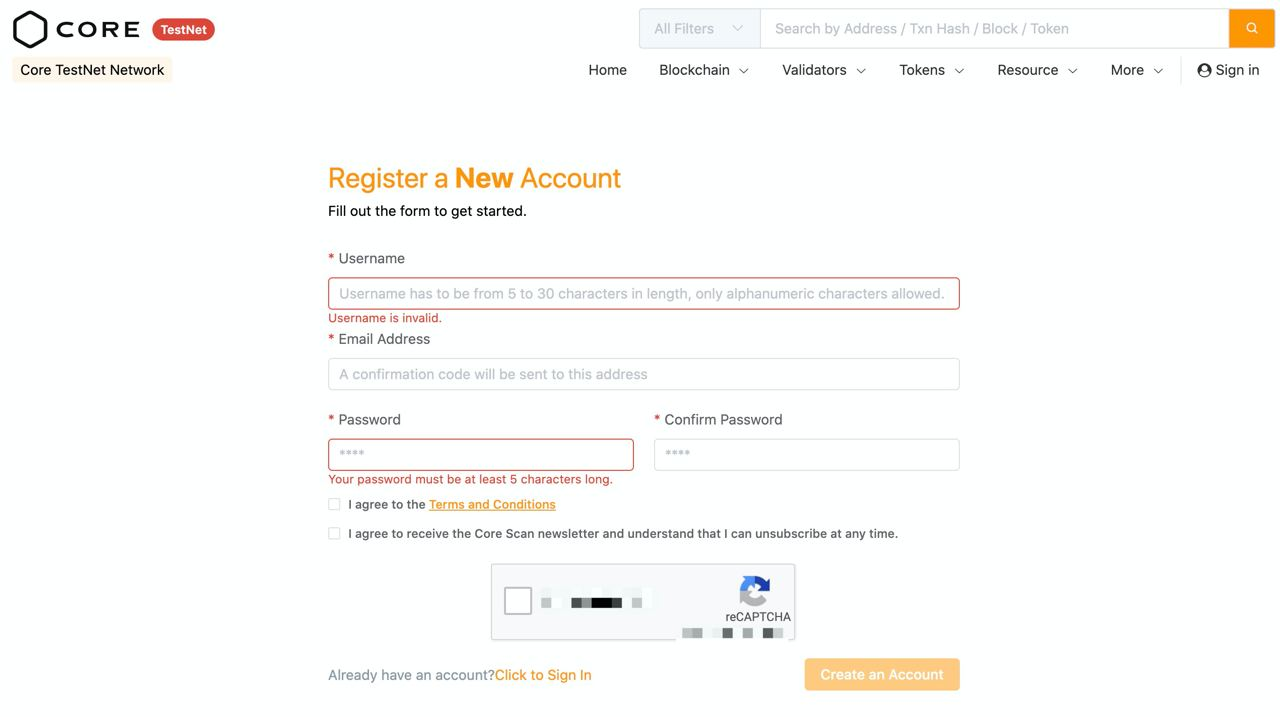 CORE TestNet
All Filters Search by Address / Txn Hash / Block / Token
Core TestNet Network
Home Blockchain Validators Tokens Resource More Sign in
Register a New Account
Fill out the form to get started.
* Username
Username has to be from 5 to 30 characters in length, only alphanumeric characters allowed.
Username is invalid.
* Email Address
A confirmation code will be sent to this address
* Password * Confirm Password
**** ****
Your password must be at least 5 characters long.
I agree to the Terms and Conditions
I agree to receive the Core Scan newsletter and understand that I can unsubscribe at any time.
reCAPTCHA
Already have an account?Click to Sign In
Create an Account